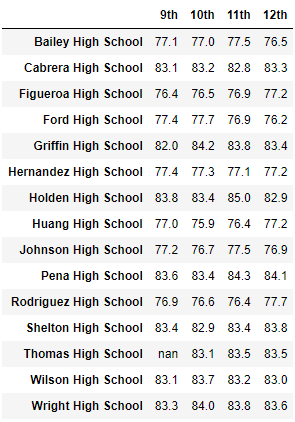 9th 10th 11th 12th
Bailey High School 77.1 77.0 77.5 76.5
Cabrera High School 83.1 83.2 82.8 83.3
Figueroa High School 76.4 76.5 76.9 77.2
Ford High School 77.4 77.7 76.9 76.2
Griffin High School 82.0 84.2 83.8 83.4
Hernandez High School 77.4 77.3 77.1 77.2
Holden High School 83.8 83.4 85.0 82.9
Huang High School 77.0 75.9 76.4 77.2
Johnson High School 77.2 76.7 77.5 76.9
Pena High School 83.6 83.4 84.3 84.1
Rodriguez High School 76.9 76.6 76.4 77.7
Shelton High School 83.4 82.9 83.4 83.8
Thomas High School nan 83.1 83.5 83.5
Wilson High School 83.1 83.7 83.2 83.0
Wright High School 83.3 84.0 83.8 83.6